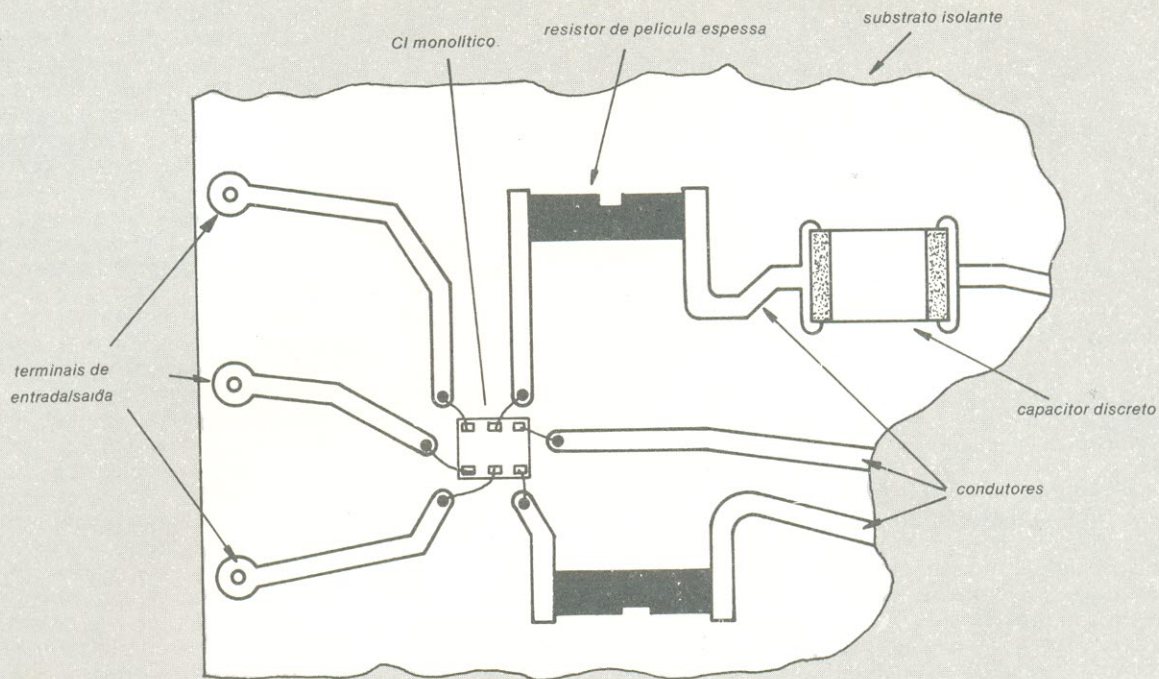 substrato isolante
resistor de película espessa
CI monolítico.
terminais de
entrada/saída
capacitor discreto
condutores